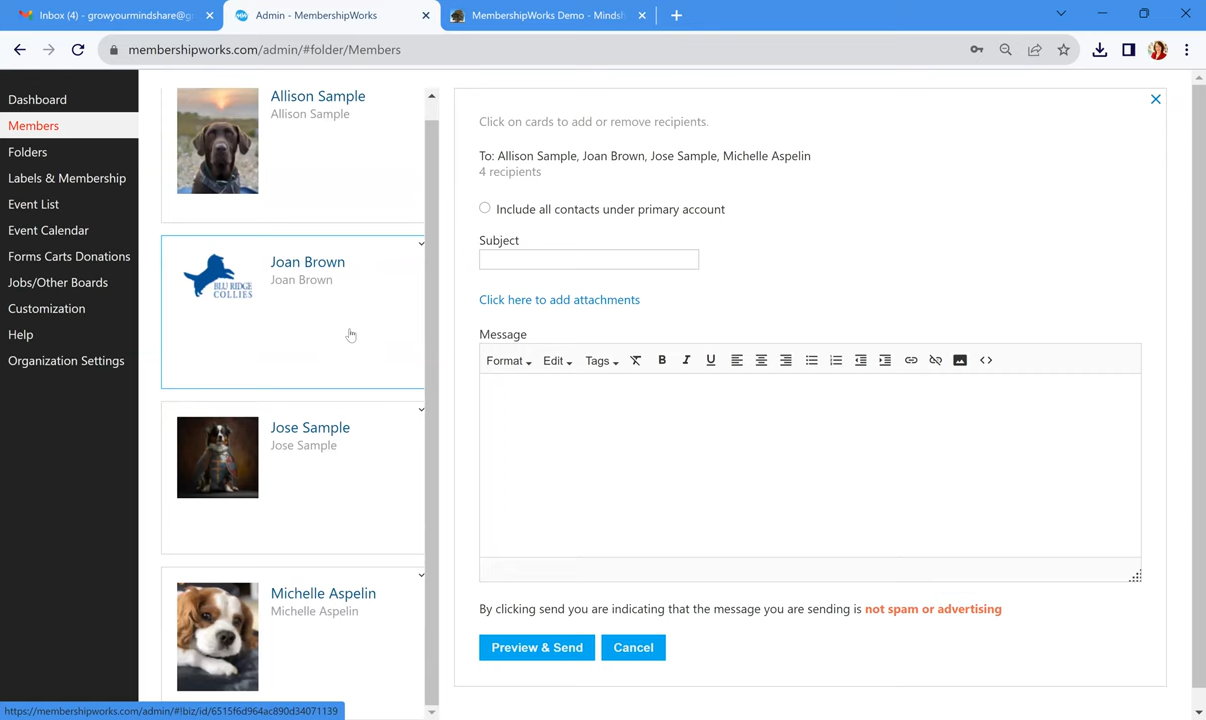 Inbox (4) - growyourmindshare@g
Admin - MembershipWorks
MembershipWorks Demo - Minds
membershipworks.com/admin/#folder/Members
Dashboard
Members
Folders
Labels & Membership
Event List
Event Calendar
Forms Carts Donations
Jobs/Other Boards
Customization
Help
Organization Settings
Allison Sample
Allison Sample
BLU RIDGE
COLLIES
Joan Brown
Joan Brown
Jose Sample
Jose Sample
Michelle Aspelin
Michelle Aspelin
Click on cards to add or remove recipients.
To: Allison Sample, Joan Brown, Jose Sample, Michelle Aspelin
4 recipients
Include all contacts under primary account
Subject
Click here to add attachments
Message
Format Edit Tags B I U
By clicking send you are indicating that the message you are sending is not spam or advertising
Preview & Send Cancel
https://membershipworks.com/admin/#!biz/id/6515f6d964ac890d34071139